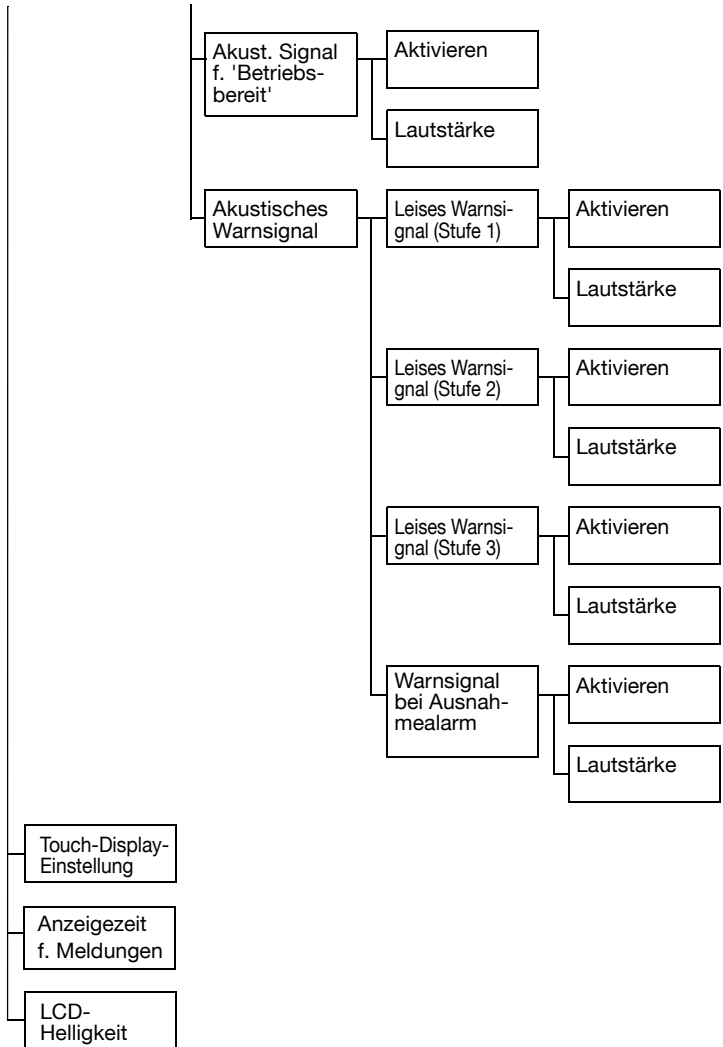 Akust. Signal
f. 'Betriebs-
bereit'
Aktivieren
Lautstärke
Akustisches
Warnsignal
Leises Warnsi-
gnal (Stufe 1)
Aktivieren
Lautstärke
Leises Warnsi-
gnal (Stufe 2)
Aktivieren
Lautstärke
Leises Warnsi-
gnal (Stufe 3)
Aktivieren
Lautstärke
Warnsignal
bei Ausnah-
mealarm
Aktivieren
Lautstärke
Touch-Display-
Einstellung
Anzeigezeit
f. Meldungen
LCD-
Helligkeit